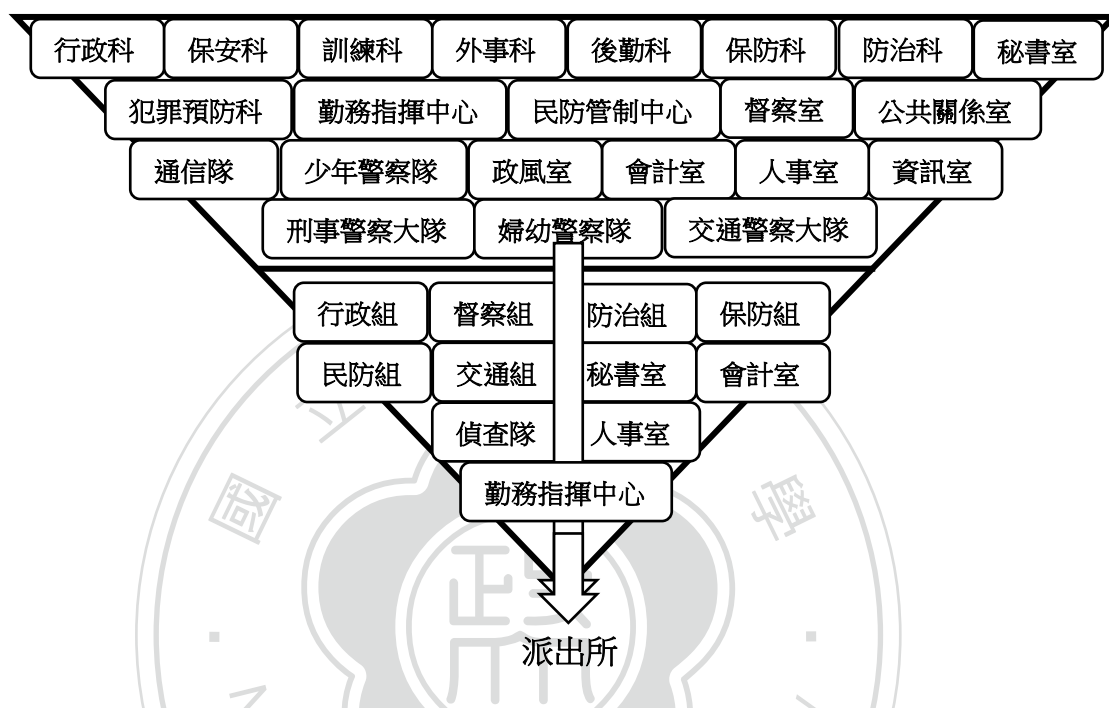 行政科 保安科 訓練科 外事科 後勤科 保防科 防治科 秘書室
犯罪預防科 勤務指揮中心 民防管制中心 督察室 公共關係室
通信隊 少年警察隊 政風室 會計室 人事室 資訊室
刑事警察大隊 婦幼警察隊 交通警察大隊
行政組 督察組 防治組 保防組
民防組 交通組 秘書室 會計室
偵查隊 人事室
勤務指揮中心
派出所
國 立 學
政